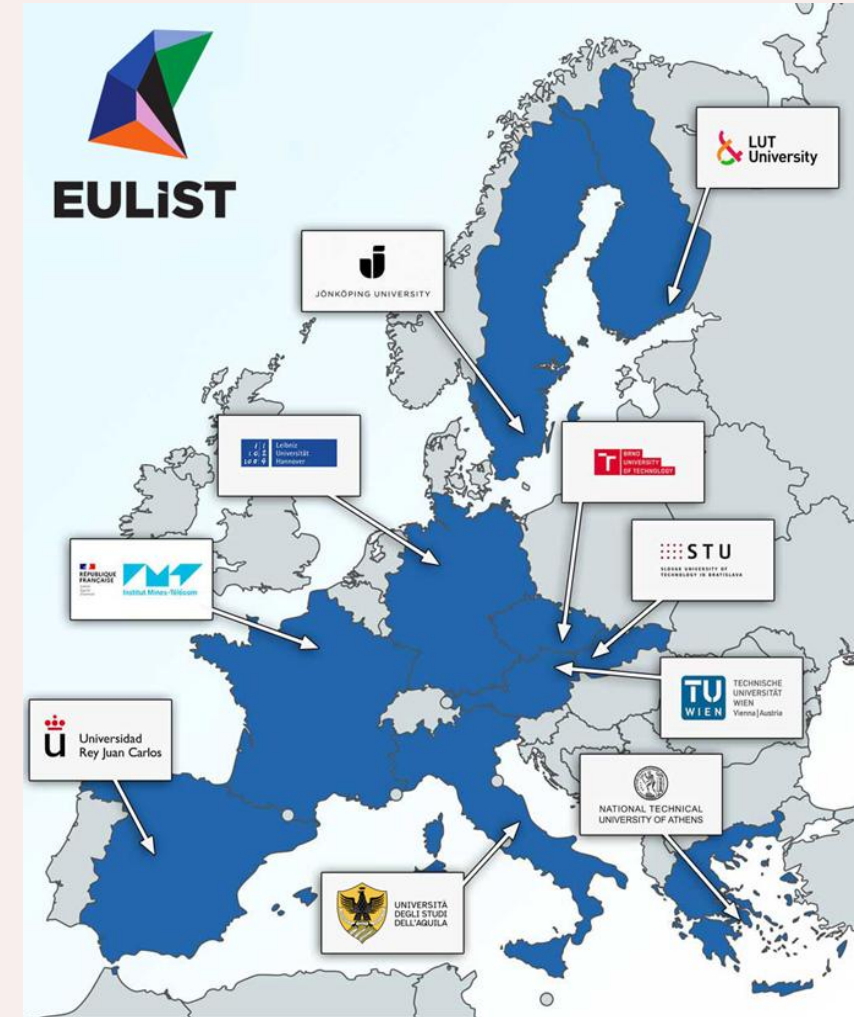 EULiST
LUT
University
JÖNKÖPING UNIVERSITY
Leibniz
Universität
Hannover
BRNO
UNIVERSITY
OF TECHNOLOGY
STU
SLOVAK UNIVERSITY OF
TECHNOLOGY IN BRATISLAVA
RÉPUBLIQUE
FRANÇAISE
Institut Mines-Télécom
TU
WIEN
TECHNISCHE
UNIVERSITÄT
WIEN
Vienna|Austria
Universidad
Rey Juan Carlos
NATIONAL TECHNICAL
UNIVERSITY OF ATHENS
UNIVERSITÀ
DEGLI STUDI
DELL'AQUILA